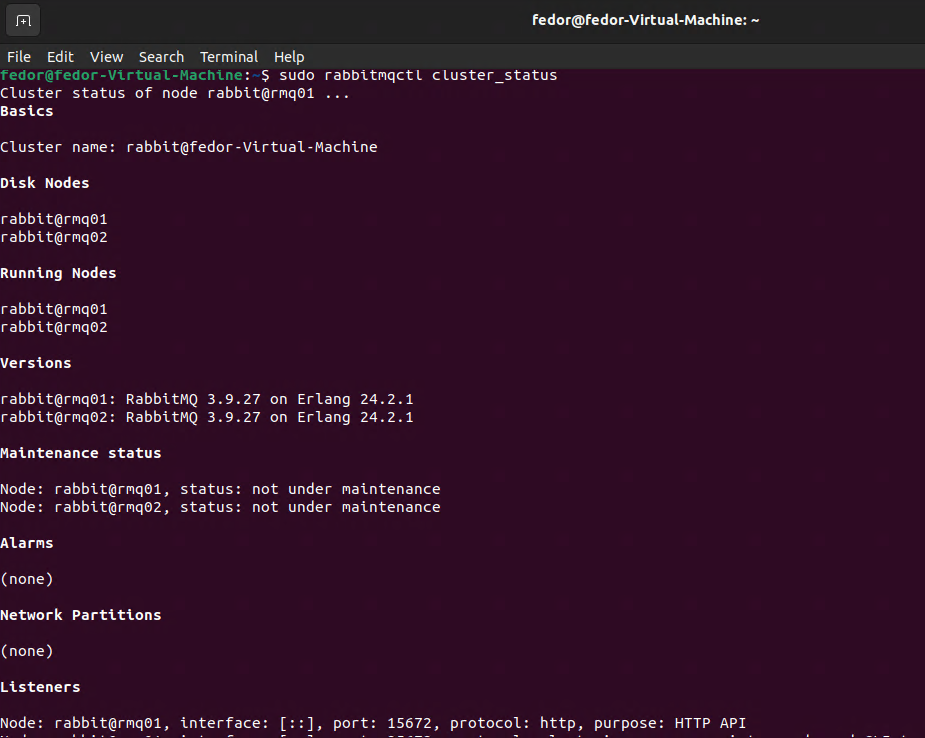 fedor@fedor-Virtual-Machine: ~
File Edit View Search Terminal Help
fedor@fedor-Virtual-Machine:~$ sudo rabbitmqctl cluster_status
Cluster status of node rabbit@rmq01 ...
Basics
Cluster name: rabbit@fedor-Virtual-Machine
Disk Nodes
rabbit@rmq01
rabbit@rmq02
Running Nodes
rabbit@rmq01
rabbit@rmq02
Versions
rabbit@rmq01: RabbitMQ 3.9.27 on Erlang 24.2.1
rabbit@rmq02: RabbitMQ 3.9.27 on Erlang 24.2.1
Maintenance status
Node: rabbit@rmq01, status: not under maintenance
Node: rabbit@rmq02, status: not under maintenance
Alarms
(none)
Network Partitions
(none)
Listeners
Node: rabbit@rmq01, interface: [::], port: 15672, protocol: http, purpose: HTTP API